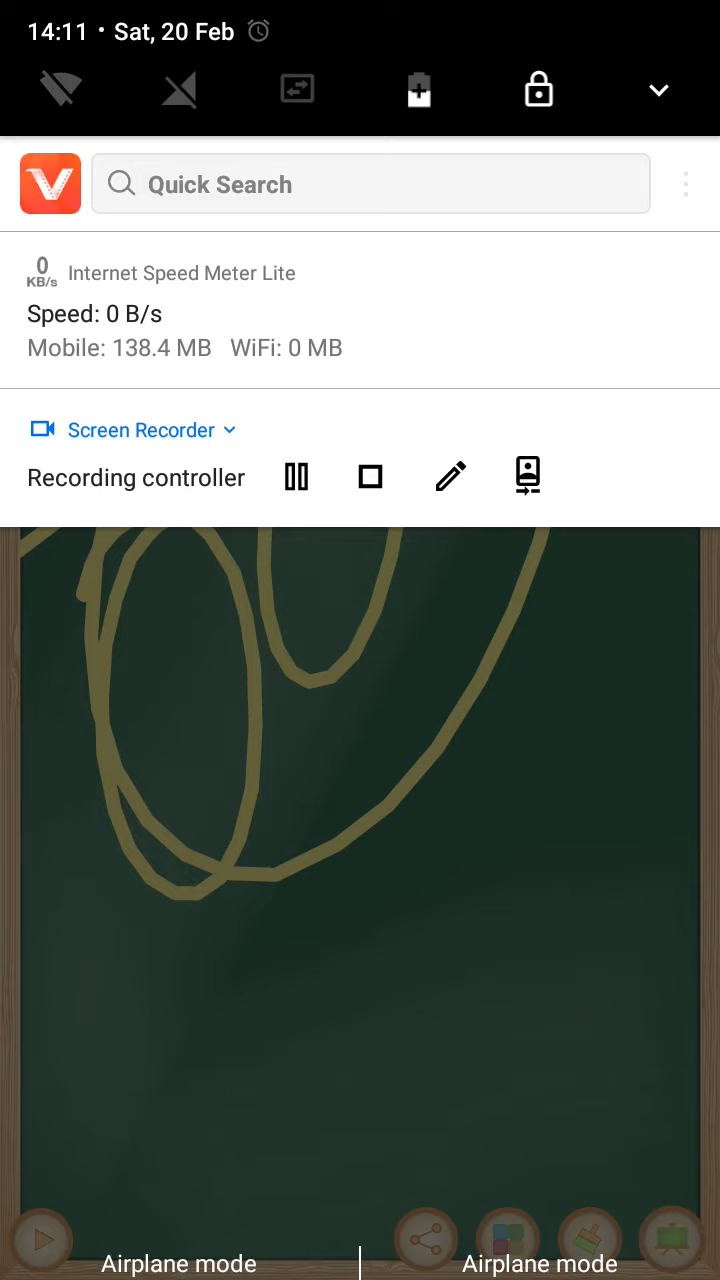 14:11 • Sat, 20 Feb
Quick Search
0 KB/s Internet Speed Meter Lite
Speed: 0 B/s
Mobile: 138.4 MB WiFi: 0 MB
Screen Recorder
Recording controller
Airplane mode Airplane mode